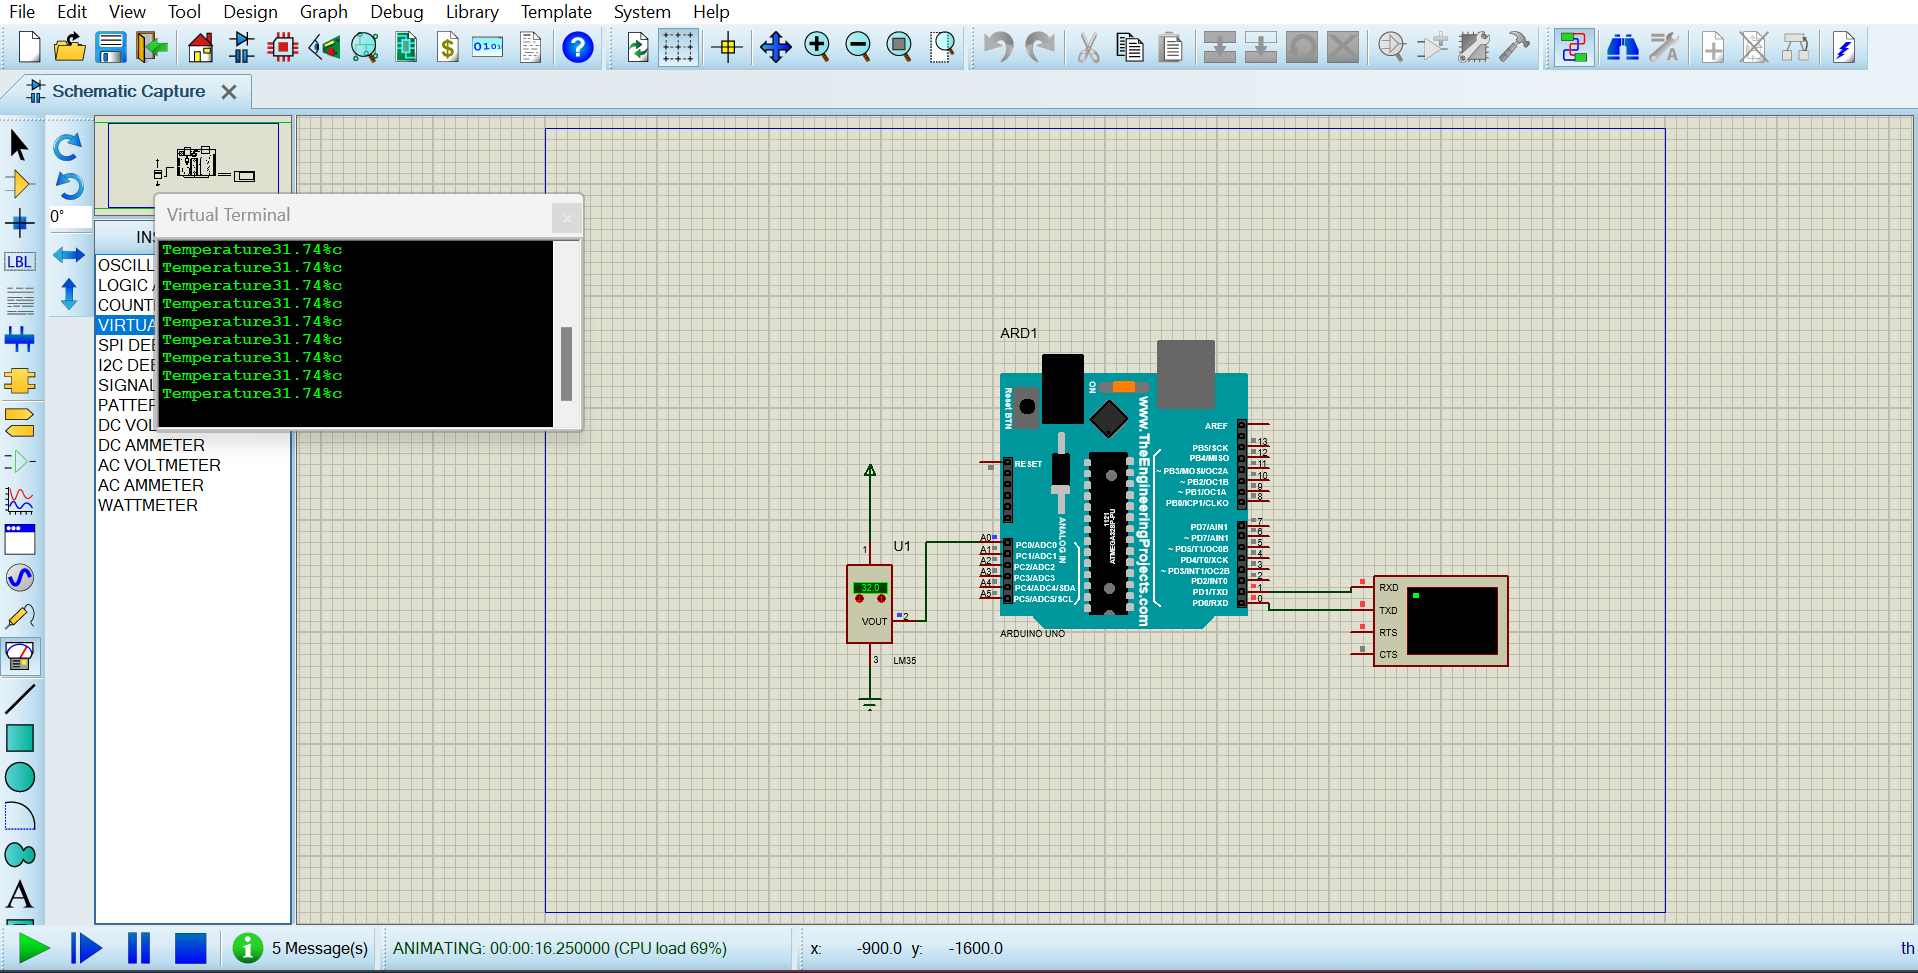 File Edit View Tool Design Graph Debug Library Template System Help
Schematic Capture
0°
LBL
A
Virtual Terminal
Temperature31.74%c
Temperature31.74%c
Temperature31.74%c
Temperature31.74%c
Temperature31.74%c
Temperature31.74%c
Temperature31.74%c
Temperature31.74%c
Temperature31.74%c
INS
OSCILL
LOGIC A
COUNT
VIRTUA
SPI DEB
I2C DEB
SIGNAL
PATTER
DC VOL
DC AMMETER
AC VOLTMETER
AC AMMETER
WATTMETER
ARD1
Reset BTN
ON
www.TheEngineeringProjects.com
ANALOG IN
ATMEGA328P-PU
1121
RESET
A0 PC0/ADC0
A1 PC1/ADC1
A2 PC2/ADC2
A3 PC3/ADC3
A4 PC4/ADC4/SDA
A5 PC5/ADC5/SCL
AREF
PB5/SCK 13
PB4/MISO 12
~ PB3/MOSI/OC2A 11
~ PB2/OC1B 10
~ PB1/OC1A 9
PB0/ICP1/CLKO 8
PD7/AIN1 7
~ PD7/AIN1 6
~ PD5/T1/OC0B 5
PD4/T0/XCK 4
~ PD3/INT1/OC2B 3
PD2/INT0 2
PD1/TXD 1
PD0/RXD 0
ARDUINO UNO
U1
1
32.0
VOUT
2
3
LM35
RXD
TXD
RTS
CTS
5 Message(s)
ANIMATING: 00:00:16.250000 (CPU load 69%)
x: -900.0 y: -1600.0
th